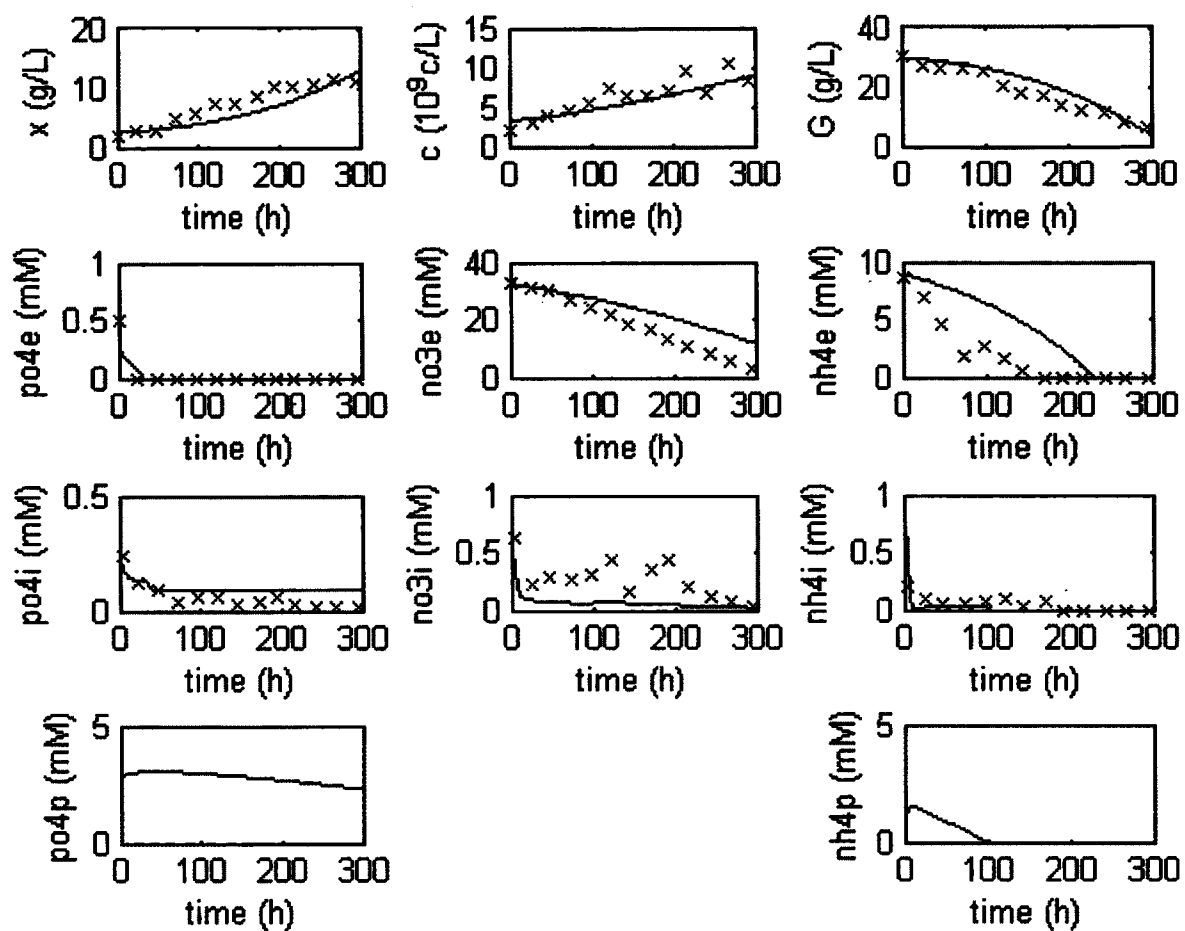 x (g/L)
20
10
0
0 100 200 300
time (h)
c (10⁹c/L)
15
10
5
0
0 100 200 300
time (h)
G (g/L)
40
20
0
0 100 200 300
time (h)
po4e (mM)
1
0.5
0
0 100 200 300
time (h)
no3e (mM)
40
20
0
0 100 200 300
time (h)
nh4e (mM)
10
5
0
0 100 200 300
time (h)
po4i (mM)
0.5
0
0 100 200 300
time (h)
no3i (mM)
1
0.5
0
0 100 200 300
time (h)
nh4i (mM)
1
0.5
0
0 100 200 300
time (h)
po4p (mM)
5
0
0 100 200 300
time (h)
nh4p (mM)
5
0
0 100 200 300
time (h)